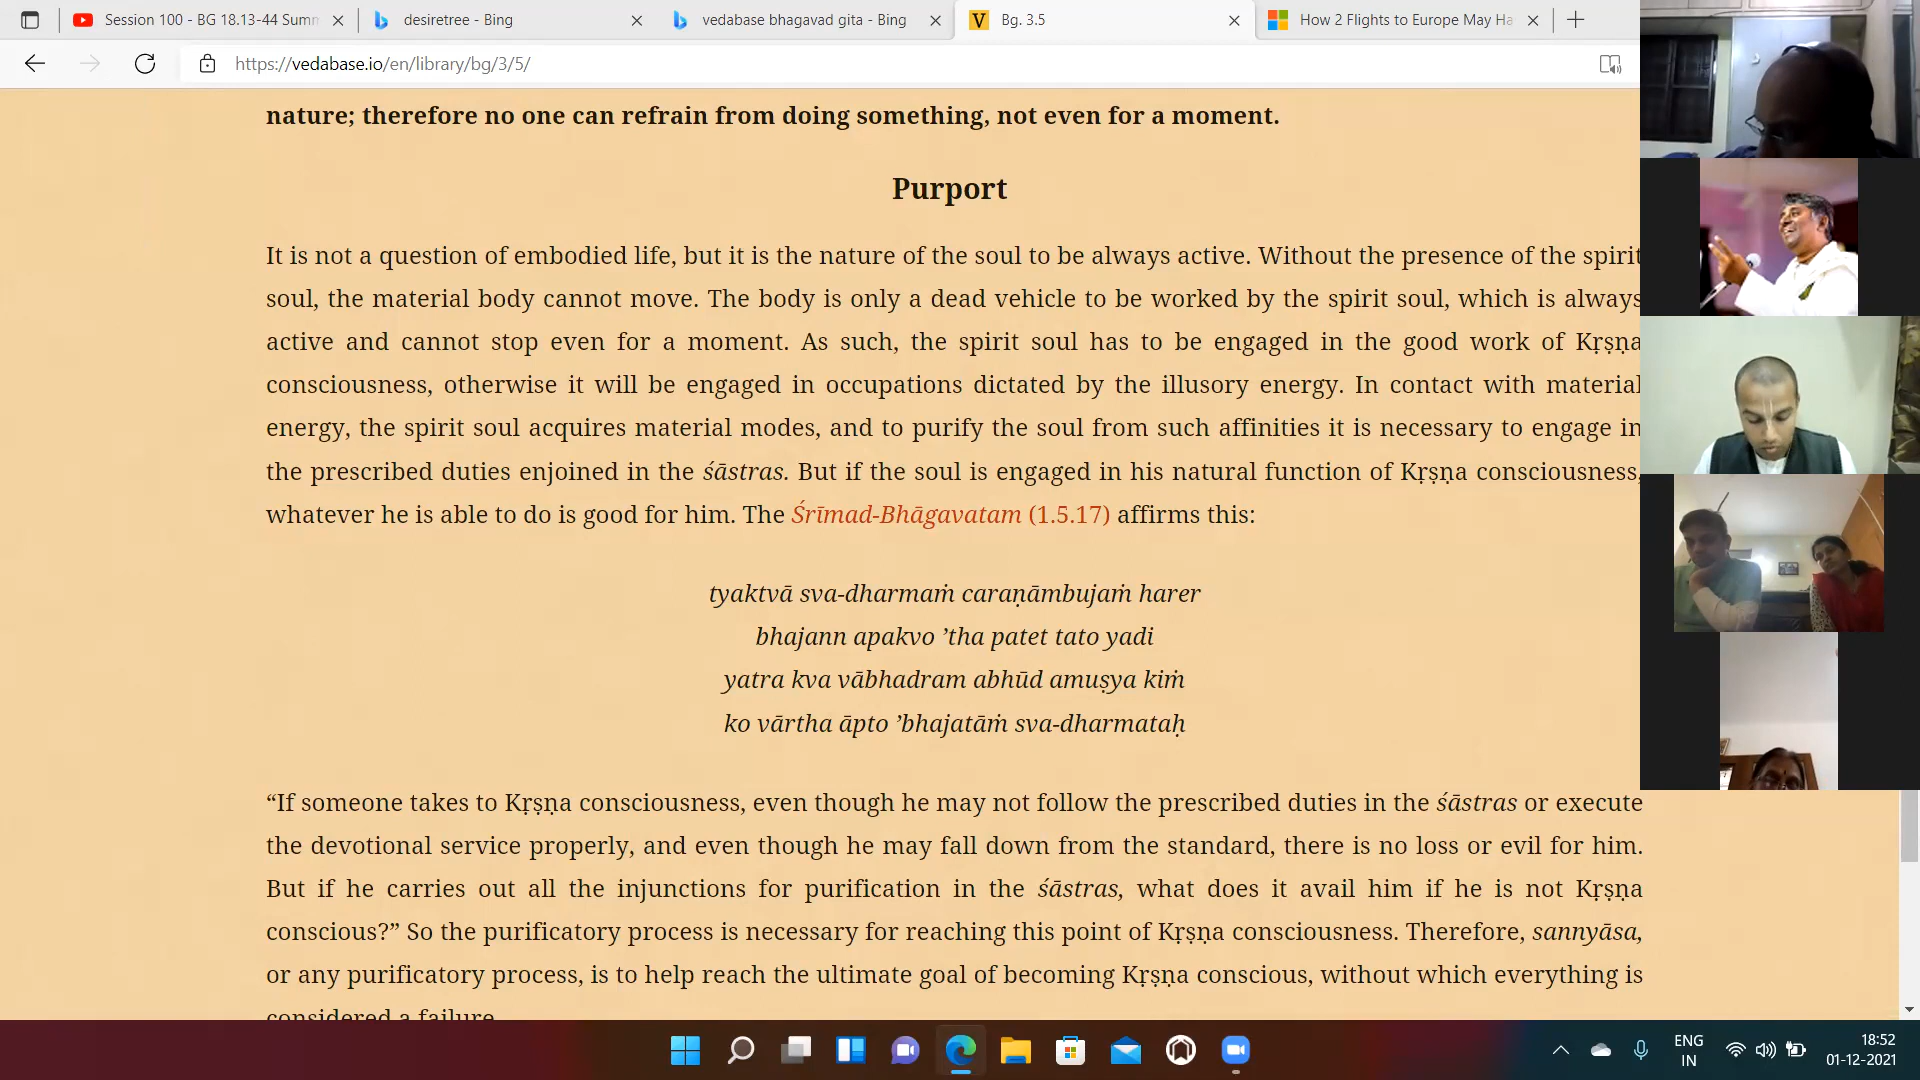 Session 100 - BG 18.13-44 Summ
desiretree - Bing
vedabase bhagavad gita - Bing
Bg. 3.5
How 2 Flights to Europe May Ha
https://vedabase.io/en/library/bg/3/5/
nature; therefore no one can refrain from doing something, not even for a moment.
Purport
It is not a question of embodied life, but it is the nature of the soul to be always active. Without the presence of the spirit
soul, the material body cannot move. The body is only a dead vehicle to be worked by the spirit soul, which is always
active and cannot stop even for a moment. As such, the spirit soul has to be engaged in the good work of Kṛṣṇa
consciousness, otherwise it will be engaged in occupations dictated by the illusory energy. In contact with material
energy, the spirit soul acquires material modes, and to purify the soul from such affinities it is necessary to engage in
the prescribed duties enjoined in the śāstras. But if the soul is engaged in his natural function of Kṛṣṇa consciousness,
whatever he is able to do is good for him. The Śrīmad-Bhāgavatam (1.5.17) affirms this:
tyaktvā sva-dharmaṁ caraṇāmbujaṁ harer
bhajann apakvo ’tha patet tato yadi
yatra kva vābhadram abhūd amuṣya kiṁ
ko vārtha āpto ’bhajatāṁ sva-dharmataḥ
“If someone takes to Kṛṣṇa consciousness, even though he may not follow the prescribed duties in the śāstras or execute
the devotional service properly, and even though he may fall down from the standard, there is no loss or evil for him.
But if he carries out all the injunctions for purification in the śāstras, what does it avail him if he is not Kṛṣṇa
conscious?” So the purificatory process is necessary for reaching this point of Kṛṣṇa consciousness. Therefore, sannyāsa,
or any purificatory process, is to help reach the ultimate goal of becoming Kṛṣṇa conscious, without which everything is
considered a failure.
ENG
IN
18:52
01-12-2021